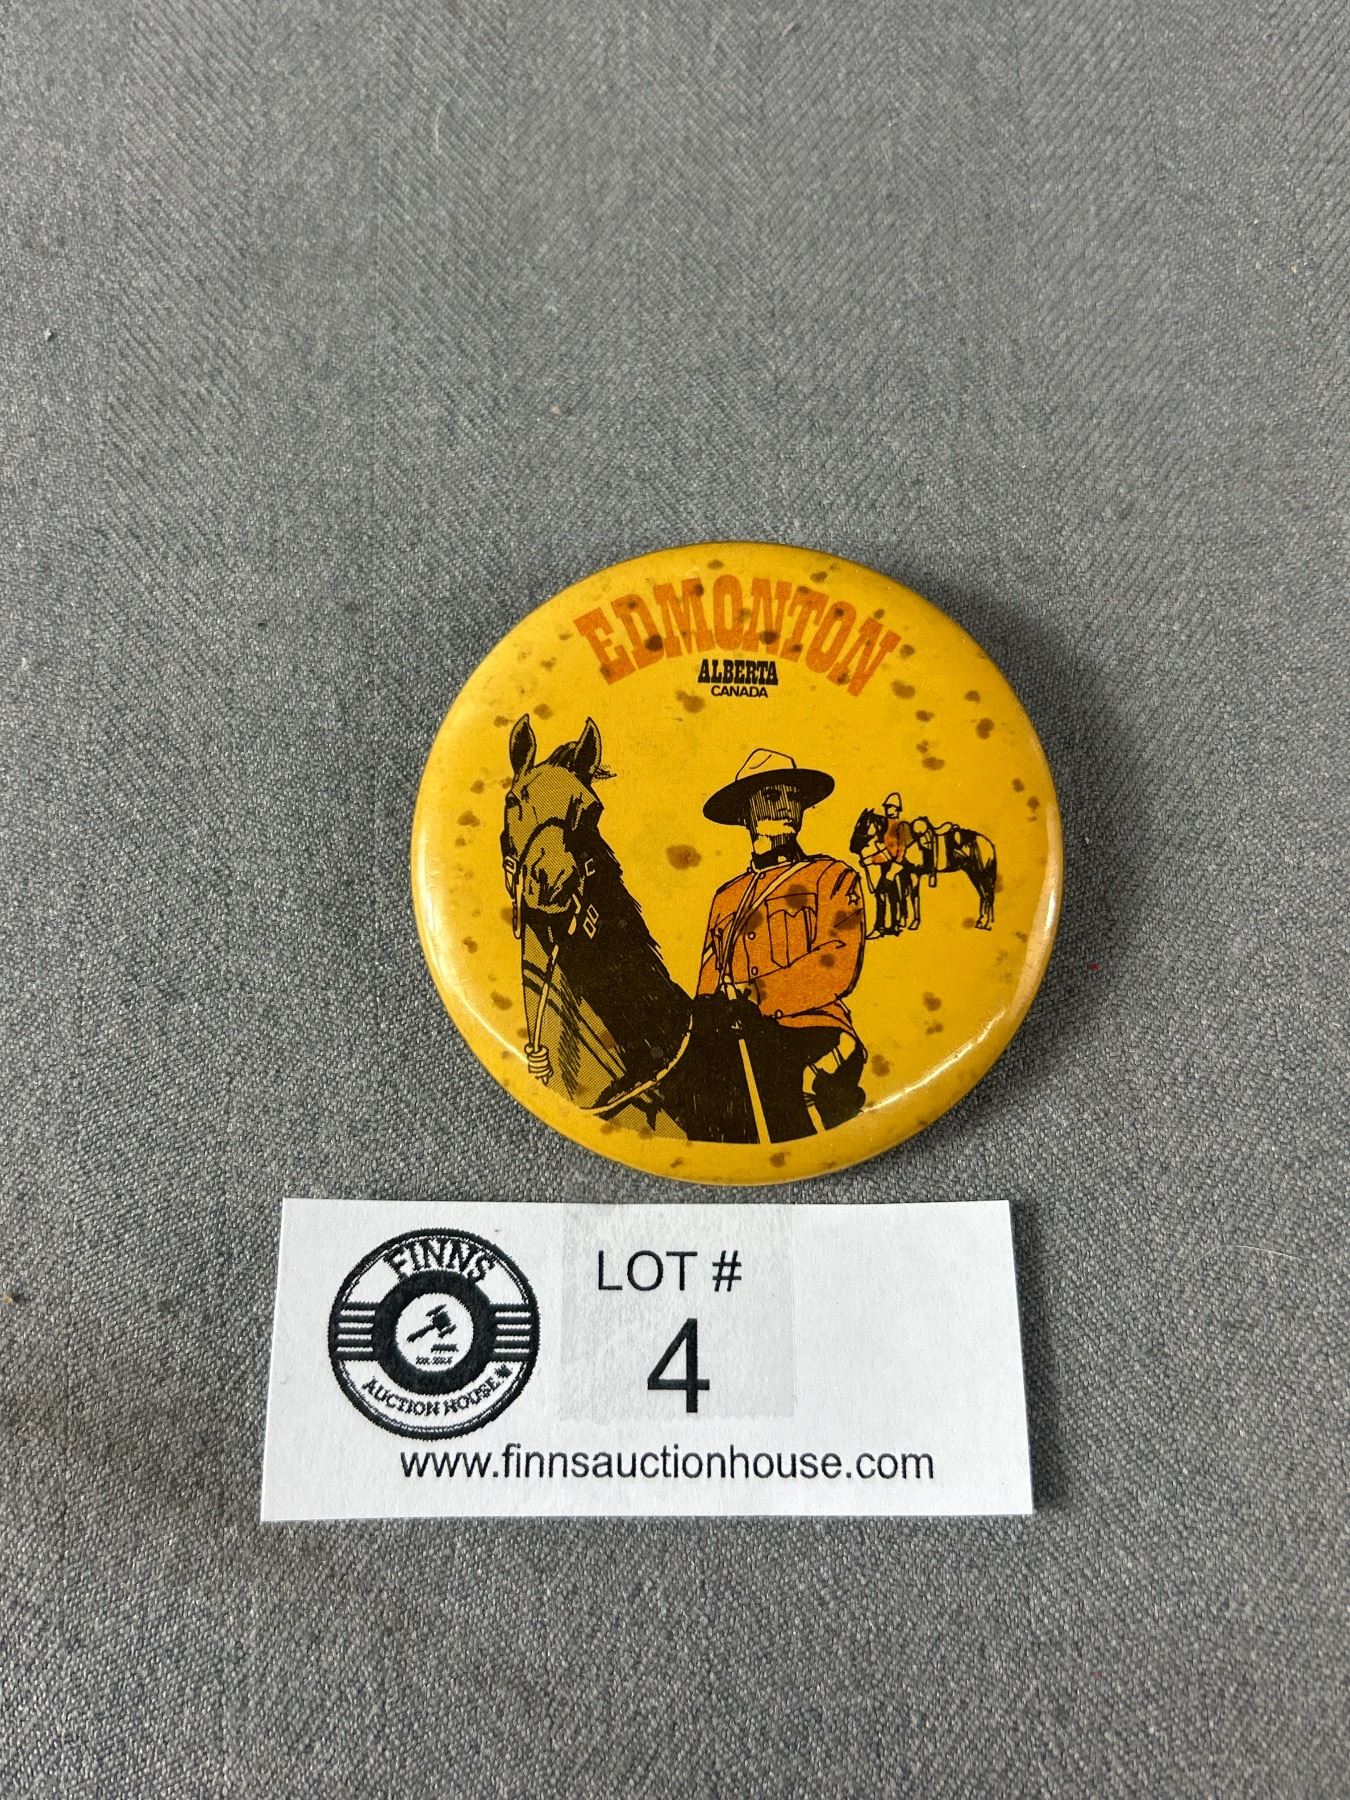 EDMONTON
ALBERTA
CANADA
FINNS
AUCTION HOUSE
LOT #
4
www.finnsauctionhouse.com